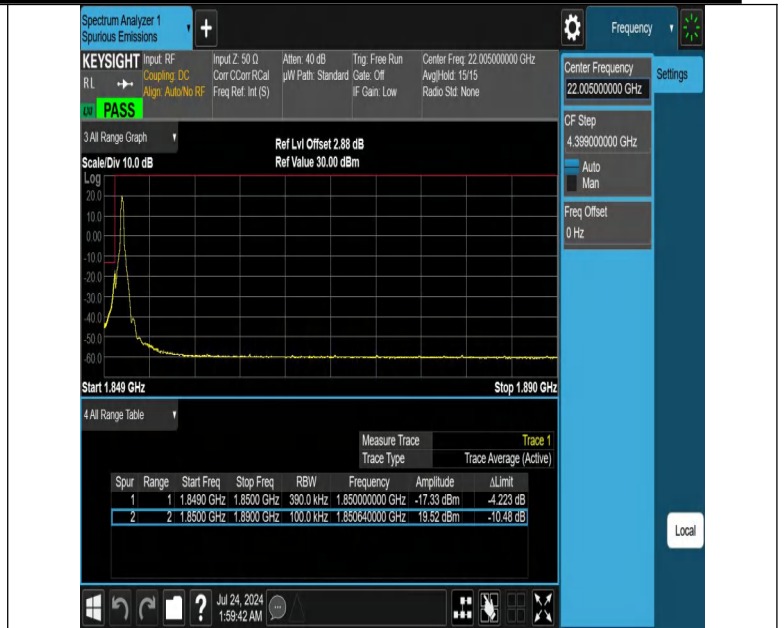 Spectrum Analyzer 1
Spurious Emissions
+
Frequency
KEYSIGHT Input: RF Input Z: 50 Ω Atten: 40 dB Trig: Free Run Center Freq: 22.005000000 GHz
RL Coupling: DC Corr CCorr RCal µW Path: Standard Gate: Off Avg|Hold: 15/15
Align: Auto/No RF Freq Ref: Int (S) IF Gain: Low Radio Std: None
LXI PASS
Center Frequency
22.005000000 GHz
Settings
CF Step
4.399000000 GHz
Auto
Man
Freq Offset
0 Hz
3 All Range Graph
Ref Lvl Offset 2.88 dB
Scale/Div 10.0 dB Ref Value 30.00 dBm
Log
20.0
10.0
0.00
-10.0
-20.0
-30.0
-40.0
-50.0
-60.0
Start 1.849 GHz Stop 1.890 GHz
4 All Range Table
Measure Trace Trace 1
Trace Type Trace Average (Active)
Spur Range Start Freq Stop Freq RBW Frequency Amplitude ΔLimit
1 1 1.8490 GHz 1.8500 GHz 390.0 kHz 1.850000000 GHz -17.33 dBm -4.223 dB
2 2 1.8500 GHz 1.8900 GHz 100.0 kHz 1.850640000 GHz 19.52 dBm -10.48 dB
Local
? Jul 24, 2024
1:59:42 AM